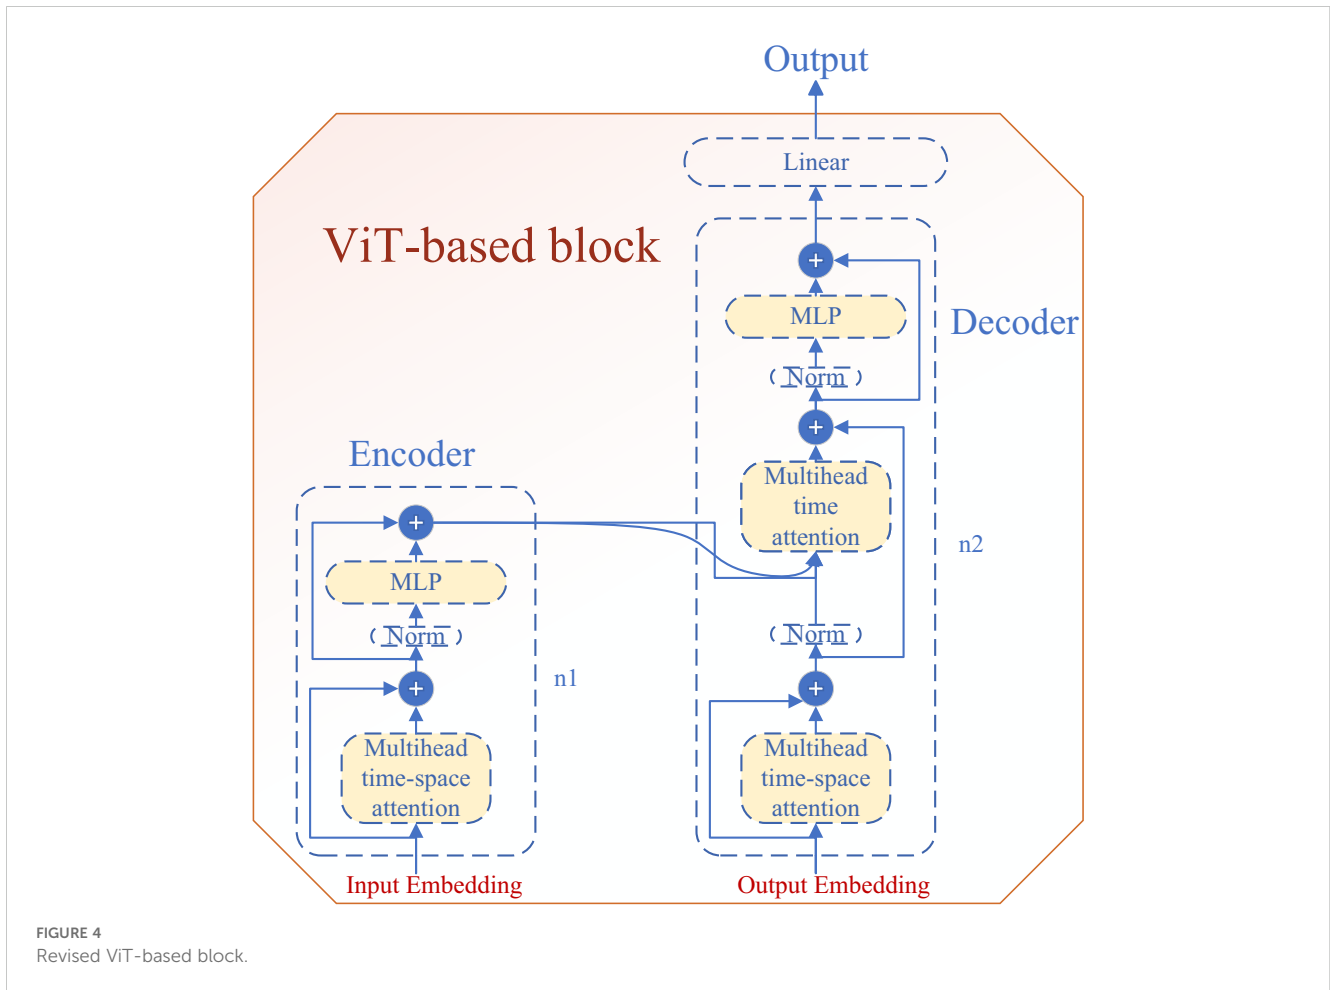 Output
Linear
ViT-based block
MLP
Decoder
Norm
Encoder
Multihead
time
attention
n2
MLP
Norm
Norm
n1
Multihead
time-space
attention
Multihead
time-space
attention
Input Embedding
Output Embedding
FIGURE 4
Revised ViT-based block.